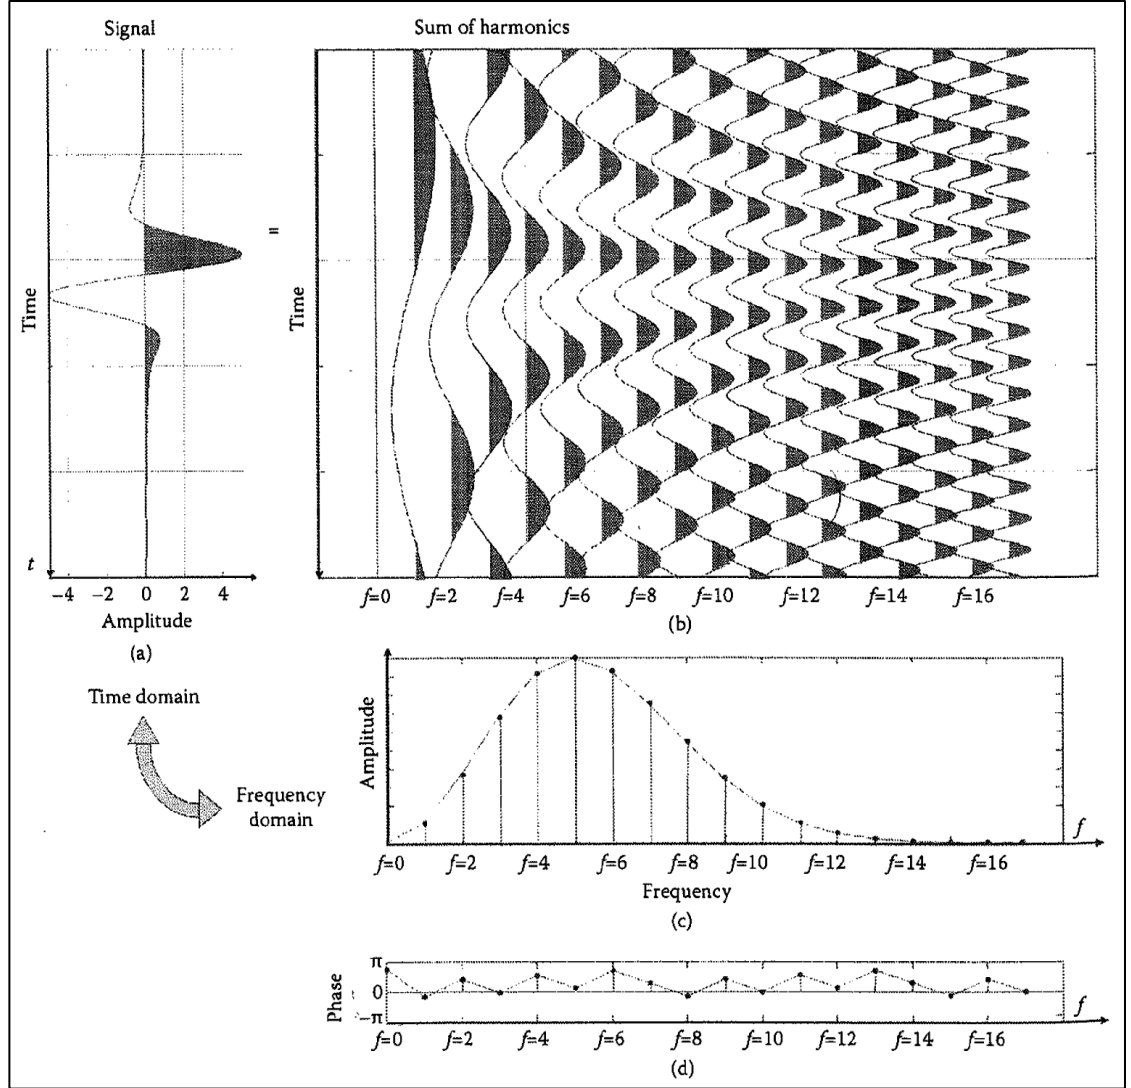 Signal
Sum of harmonics
Time
=
Time
t
−4 −2 0 2 4
Amplitude
(a)
f=0 f=2 f=4 f=6 f=8 f=10 f=12 f=14 f=16
(b)
Time domain
Frequency
domain
Amplitude
f
f=0 f=2 f=4 f=6 f=8 f=10 f=12 f=14 f=16
Frequency
(c)
Phase
π
0
−π
f
f=0 f=2 f=4 f=6 f=8 f=10 f=12 f=14 f=16
(d)